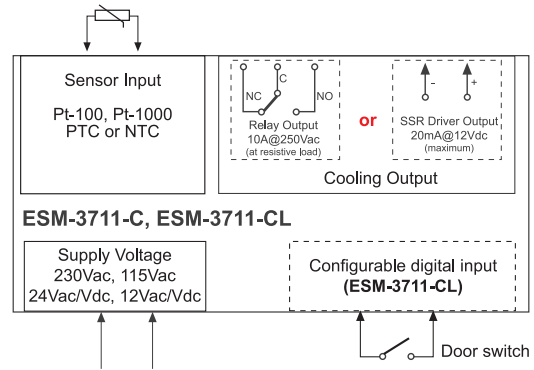 Sensor Input
Pt-100, Pt-1000
PTC or NTC
C
NC
NO
Relay Output
10A@250Vac
(at resistive load)
or
- +
SSR Driver Output
20mA@12Vdc
(maximum)
Cooling Output
ESM-3711-C, ESM-3711-CL
Supply Voltage
230Vac, 115Vac
24Vac/Vdc, 12Vac/Vdc
Configurable digital input
(ESM-3711-CL)
Door switch